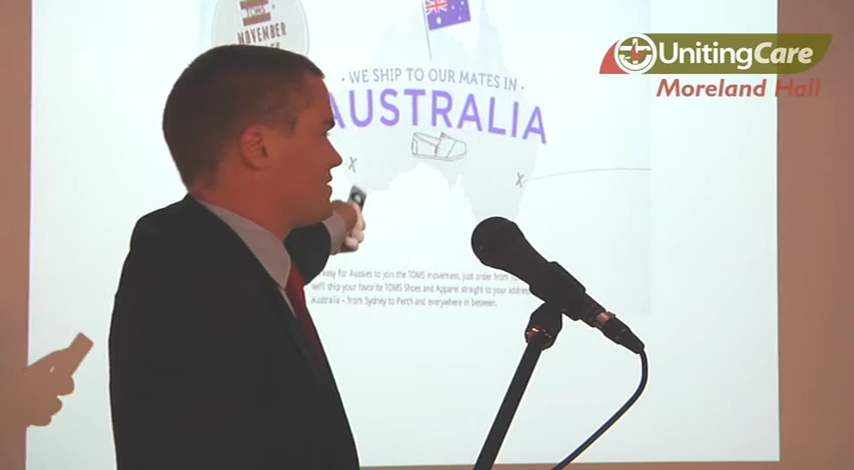 TOMS
NOVEMBER
UnitingCare
Moreland Hall
· WE SHIP TO OUR MATES IN ·
AUSTRALIA
x
x
easy for Aussies to join the TOMS movement. Just order from
we'll ship your favorite TOMS Shoes and Apparel straight to your address
Australia – from Sydney to Perth and everywhere in between.